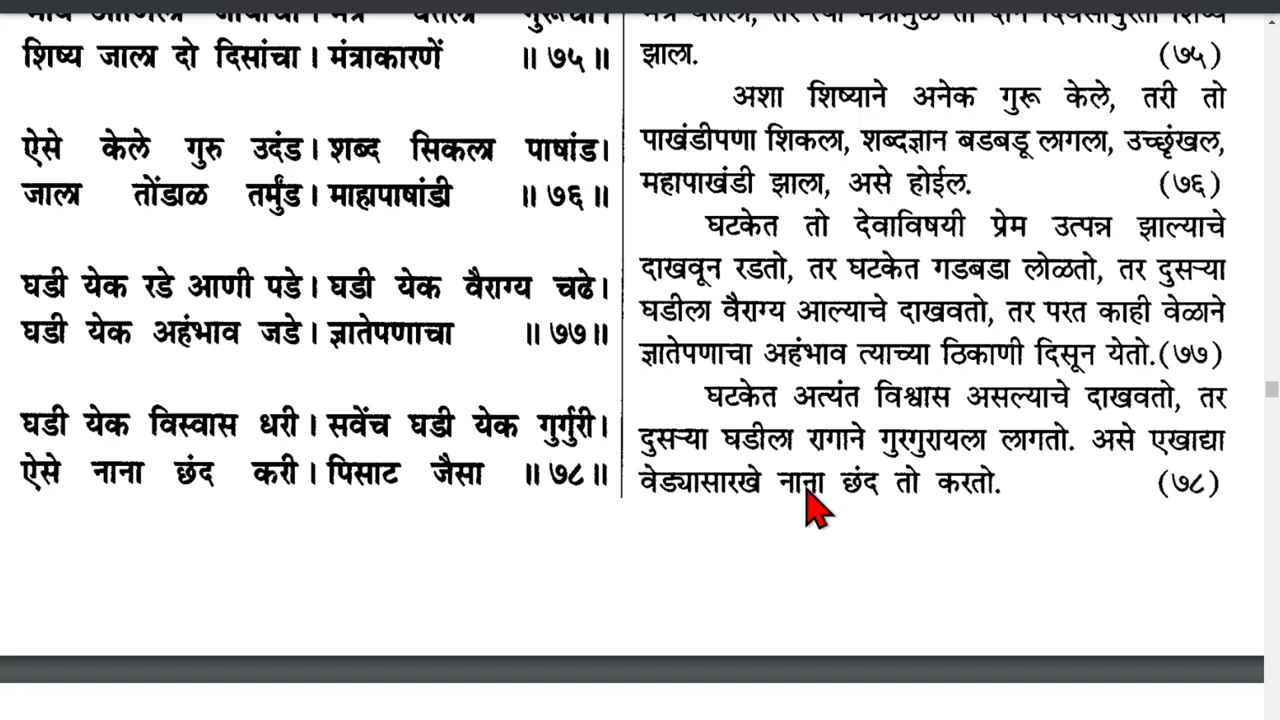 शिष्य जाला दो दिसांचा। मंत्राकारणें ॥७५॥
ऐसे केले गुरु उदंड। शब्द सिकला पाषांड।
जाला तोंडाळ तर्मुंड। माहापाषांडी ॥७६॥
घडी येक रडे आणी पडे। घडी येक वैराग्य चढे।
घडी येक अहंभाव जडे। ज्ञातेपणाचा ॥७७॥
घडी येक विस्वास धरी। सवेंच घडी येक गुर्गुरी।
ऐसे नाना छंद करी। पिसाट जैसा ॥७८॥
झाला. (७५)
अशा शिष्याने अनेक गुरू केले, तरी तो
पाखंडीपणा शिकला, शब्दज्ञान बडबडू लागला, उच्छृंखल,
महापाखंडी झाला, असे होईल. (७६)
घटकेत तो देवाविषयी प्रेम उत्पन्न झाल्याचे
दाखवून रडतो, तर घटकेत गडबडा लोळतो, तर दुसऱ्या
घडीला वैराग्य आल्याचे दाखवतो, तर परत काही वेळाने
ज्ञातेपणाचा अहंभाव त्याच्या ठिकाणी दिसून येतो.(७७)
घटकेत अत्यंत विश्वास असल्याचे दाखवतो, तर
दुसऱ्या घडीला रागाने गुरगुरायला लागतो. असे एखाद्या
वेड्यासारखे नाना छंद तो करतो. (७८)